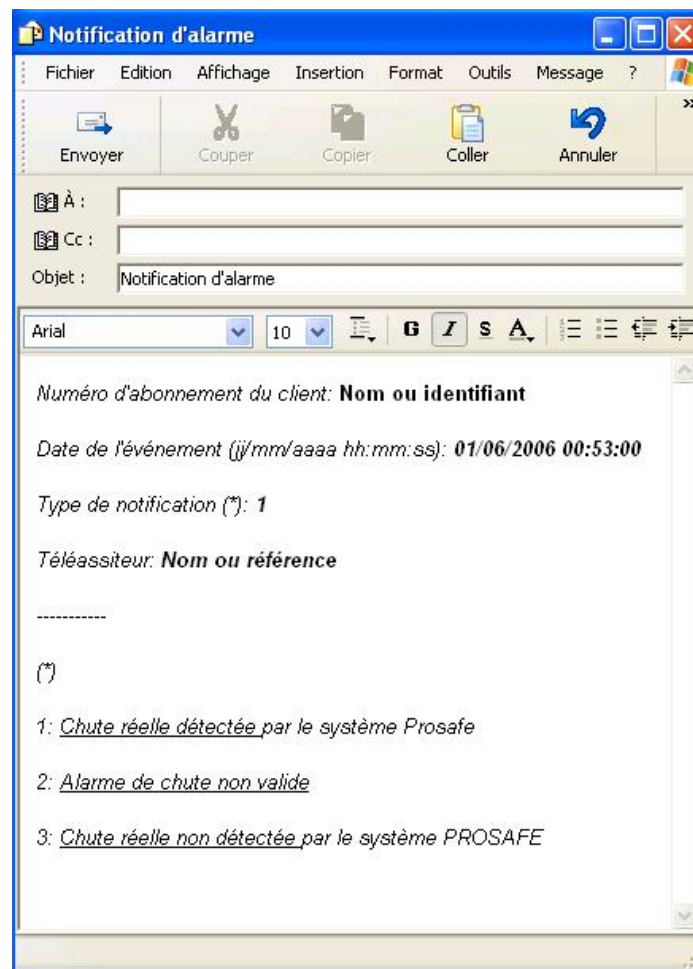 Notification d'alarme
Fichier Edition Affichage Insertion Format Outils Message ?
Envoyer Couper Copier Coller Annuler
À :
Cc :
Objet : Notification d'alarme
Arial 10 G I S A
Numéro d'abonnement du client: Nom ou identifiant
Date de l'événement (jj/mm/aaaa hh:mm:ss): 01/06/2006 00:53:00
Type de notification (*): 1
Téléassiteur: Nom ou référence
-----------
(*)
1: Chute réelle détectée par le système Prosafe
2: Alarme de chute non valide
3: Chute réelle non détectée par le système PROSAFE